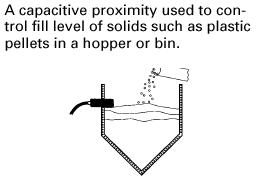 A capacitive proximity used to con-
trol fill level of solids such as plastic
pellets in a hopper or bin.